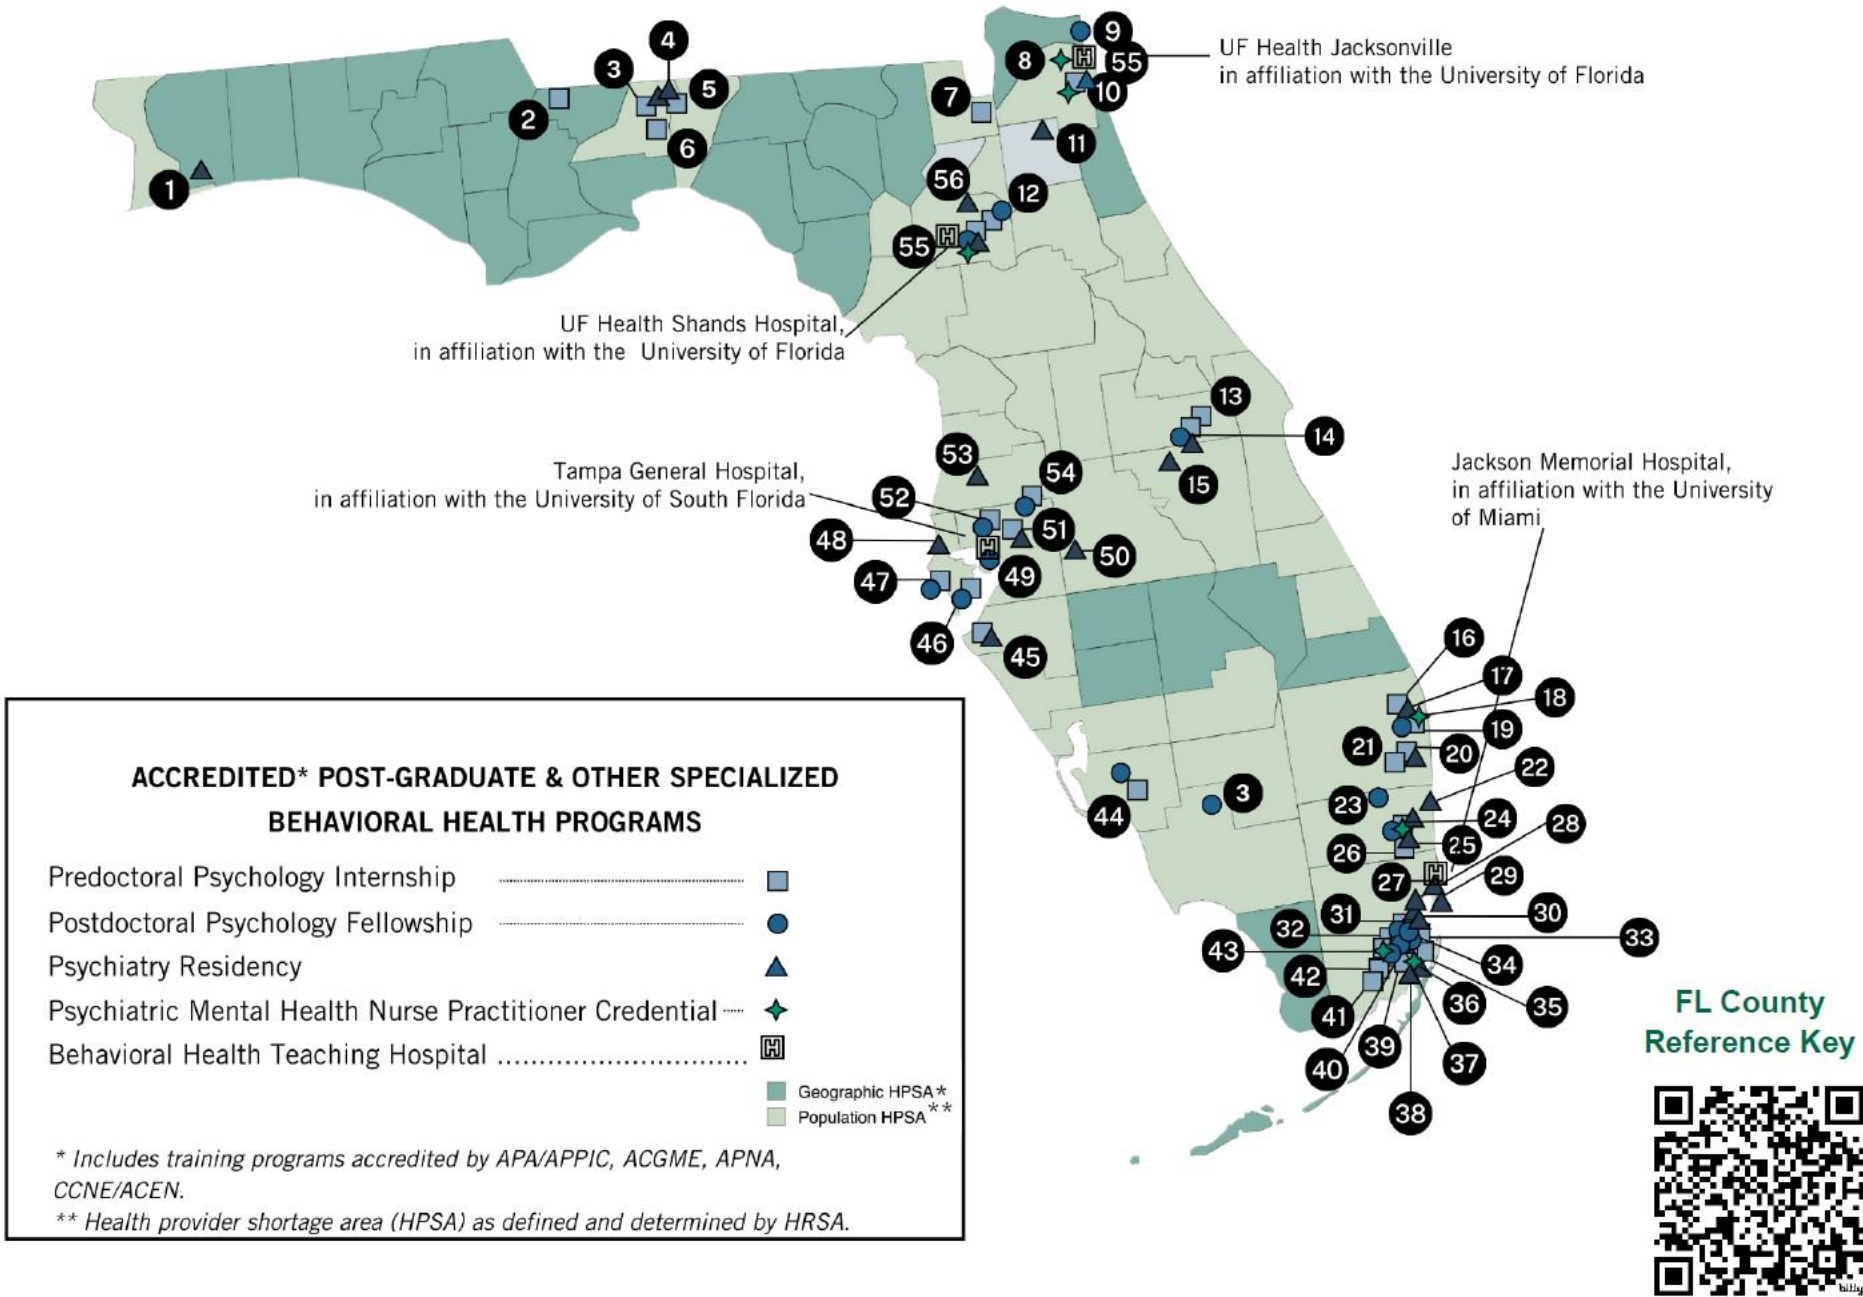 4
9
3
8
55
UF Health Jacksonville
in affiliation with the University of Florida
5
7
10
2
6
11
1
56
12
55
UF Health Shands Hospital,
in affiliation with the University of Florida
13
14
53
54
15
Tampa General Hospital,
in affiliation with the University of South Florida
52
Jackson Memorial Hospital,
in affiliation with the University
of Miami
48
51
50
47
49
46
45
16
17
18
19
21
20
22
44
3
23
24
28
26
25
27
29
31
30
32
33
43
42
34
41
36
35
39
40
37
38
ACCREDITED* POST-GRADUATE & OTHER SPECIALIZED
BEHAVIORAL HEALTH PROGRAMS
Predoctoral Psychology Internship
Postdoctoral Psychology Fellowship
Psychiatry Residency
Psychiatric Mental Health Nurse Practitioner Credential
Behavioral Health Teaching Hospital
Geographic HPSA*
Population HPSA**
* Includes training programs accredited by APA/APPIC, ACGME, APNA,
CCNE/ACEN.
** Health provider shortage area (HPSA) as defined and determined by HRSA.
FL County
Reference Key
bitly